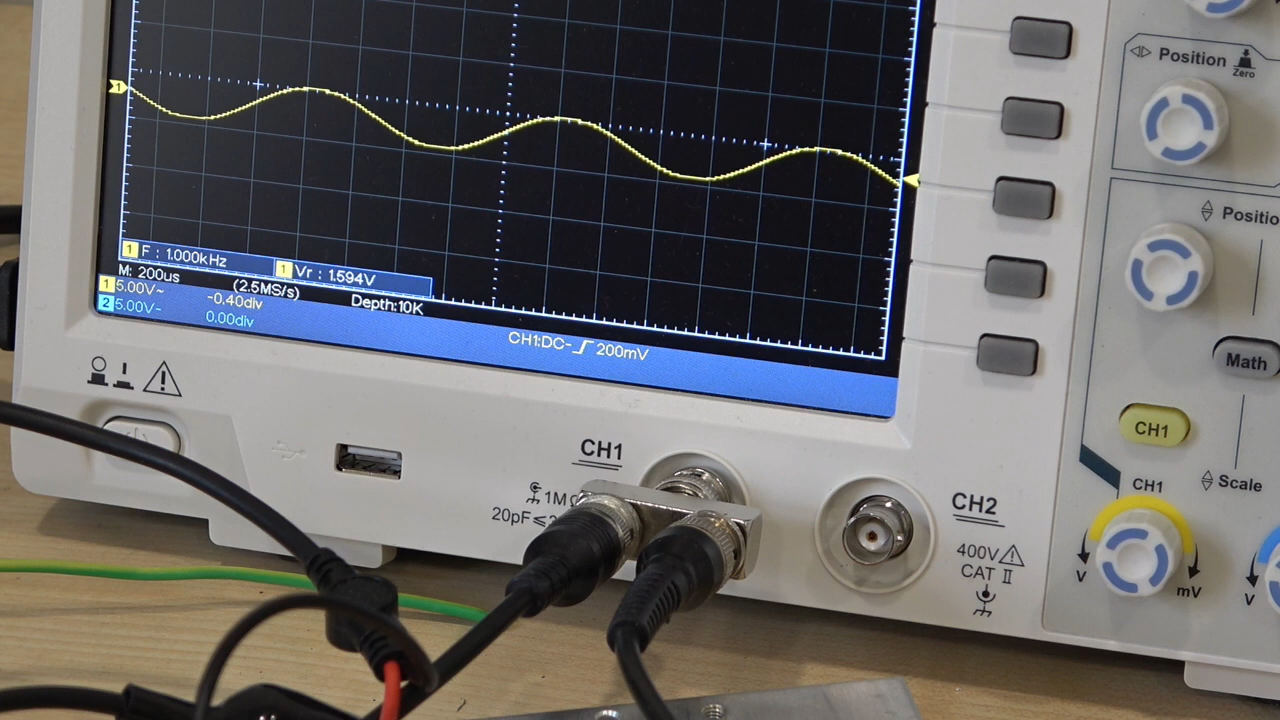 Position
Zero
1
Positio
1 F : 1.000kHz
1 Vr : 1.594V
M: 200us
(2.5MS/s)
Depth:10K
1 5.00V~
-0.40div
2 5.00V-
0.00div
CH1:DC- 200mV
Math
CH1
CH1
Scale
CH1
1M
20pF≤
CH2
400V
CAT II
V
mV
V